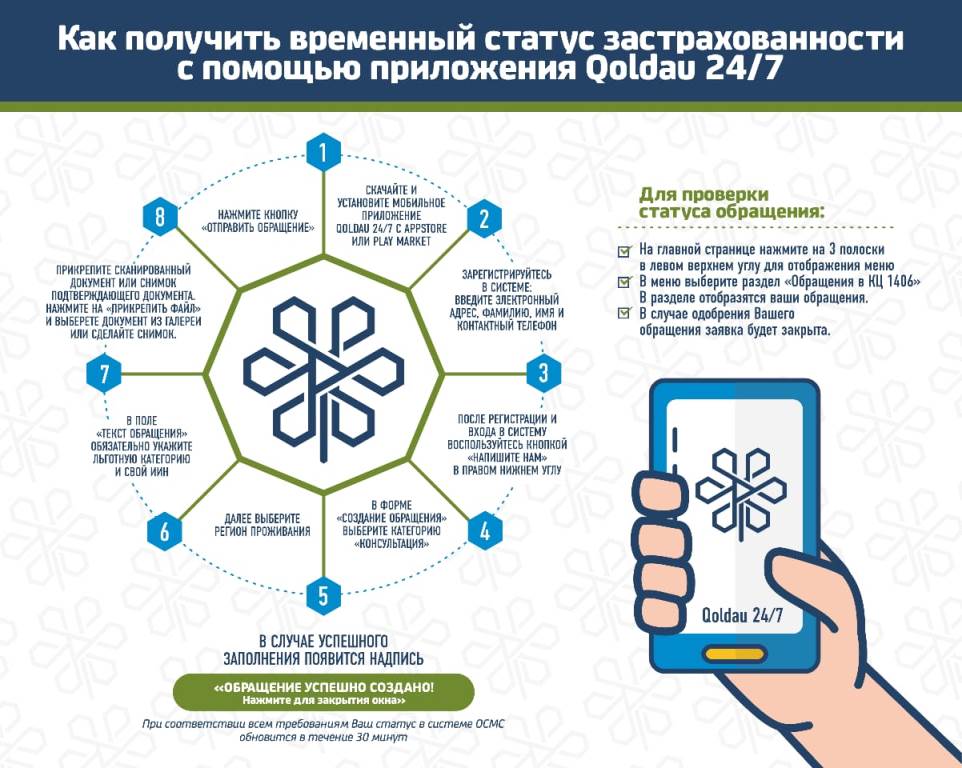 Как получить временный статус застрахованности
с помощью приложения Qoldau 24/7
1
СКАЧАЙТЕ И
УСТАНОВИТЕ МОБИЛЬНОЕ
ПРИЛОЖЕНИЕ
QOLDAU 24/7 С APPSTORE
ИЛИ PLAY MARKET
2
ЗАРЕГИСТРИРУЙТЕСЬ
В СИСТЕМЕ:
ВВЕДИТЕ ЭЛЕКТРОННЫЙ
АДРЕС, ФАМИЛИЮ, ИМЯ И
КОНТАКТНЫЙ ТЕЛЕФОН
3
ПОСЛЕ РЕГИСТРАЦИИ И
ВХОДА В СИСТЕМУ
ВОСПОЛЬЗУЙТЕСЬ КНОПКОЙ
«НАПИШИТЕ НАМ»
В ПРАВОМ НИЖНЕМ УГЛУ
4
В ФОРМЕ
«СОЗДАНИЕ ОБРАЩЕНИЯ»
ВЫБЕРИТЕ КАТЕГОРИЮ
«КОНСУЛЬТАЦИЯ»
5
ДАЛЕЕ ВЫБЕРИТЕ
РЕГИОН ПРОЖИВАНИЯ
6
В ПОЛЕ
«ТЕКСТ ОБРАЩЕНИЯ»
ОБЯЗАТЕЛЬНО УКАЖИТЕ
ЛЬГОТНУЮ КАТЕГОРИЮ
И СВОЙ ИИН
7
ПРИКРЕПИТЕ СКАНИРОВАННЫЙ
ДОКУМЕНТ ИЛИ СНИМОК
ПОДТВЕРЖДАЮЩЕГО ДОКУМЕНТА.
НАЖМИТЕ НА «ПРИКРЕПИТЬ ФАЙЛ»
И ВЫБЕРЕТЕ ДОКУМЕНТ ИЗ ГАЛЕРЕИ
ИЛИ СДЕЛАЙТЕ СНИМОК.
8
НАЖМИТЕ КНОПКУ
«ОТПРАВИТЬ ОБРАЩЕНИЕ»
В СЛУЧАЕ УСПЕШНОГО
ЗАПОЛНЕНИЯ ПОЯВИТСЯ НАДПИСЬ
«ОБРАЩЕНИЕ УСПЕШНО СОЗДАНО!
Нажмите для закрытия окна»
При соответствии всем требованиям Ваш статус в системе ОСМС
обновится в течение 30 минут
Для проверки
статуса обращения:
На главной странице нажмите на 3 полоски
в левом верхнем углу для отображения меню
В меню выберите раздел «Обращения в КЦ 1406»
В разделе отобразятся ваши обращения.
В случае одобрения Вашего
обращения заявка будет закрыта.
Qoldau 24/7